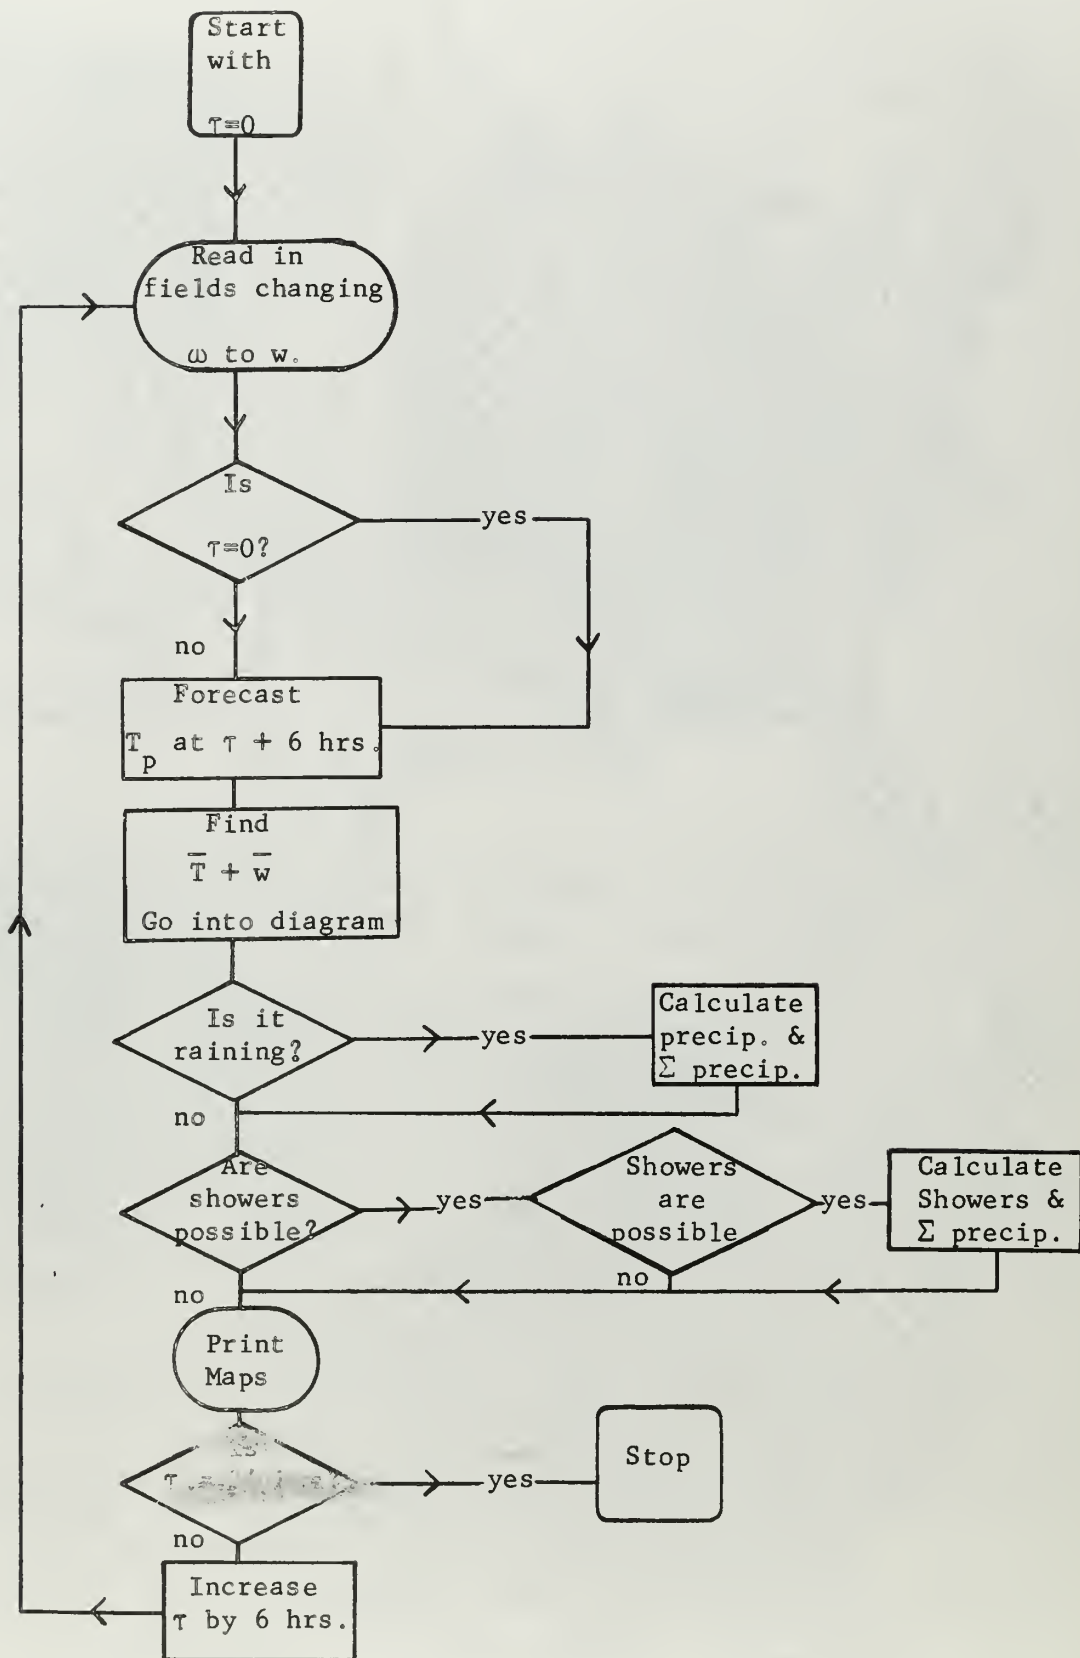 Start
with
τ=0
Read in
fields changing
ω to w.
Is
τ=0?
yes
no
Forecast
T_p at τ + 6 hrs.
Find
T̅ + w̅
Go into diagram
Is it
raining?
yes
Calculate
precip. &
Σ precip.
no
Are
showers
possible?
yes
Showers
are
possible
yes
Calculate
Showers &
Σ precip.
no
no
Print
Maps
τ
yes
Stop
no
Increase
τ by 6 hrs.